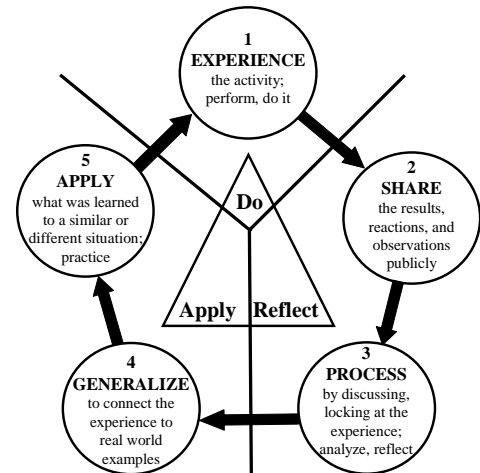 1
EXPERIENCE
the activity;
perform, do it
2
SHARE
the results,
reactions, and
observations
publicly
3
PROCESS
by discussing,
locking at the
experience;
analyze, reflect
4
GENERALIZE
to connect the
experience to
real world
examples
5
APPLY
what was learned
to a similar or
different situation;
practice
Do
Apply Reflect